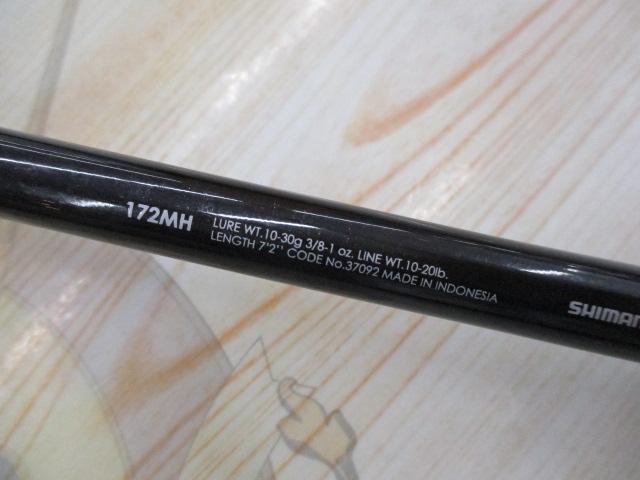 172MH
LURE WT.10-30g 3/8-1 oz. LINE WT.10-20lb.
LENGTH 7'2" CODE No.37092 MADE IN INDONESIA
SHIMAN